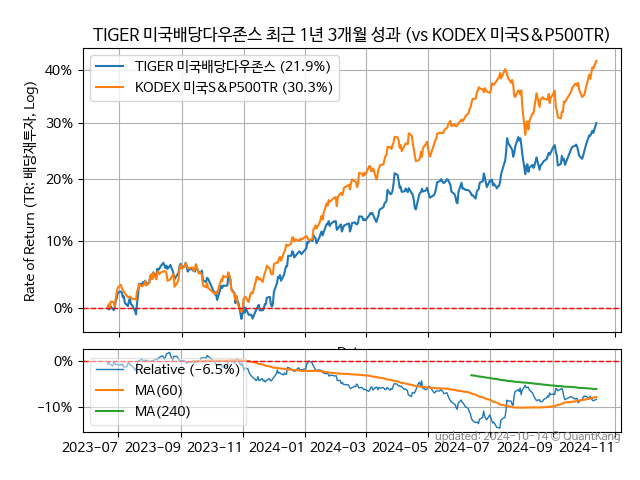 TIGER 미국배당다우존스 최근 1년 3개월 성과 (vs KODEX 미국S&P500TR)
Rate of Return (TR: 배당재투자, Log)
40%
30%
20%
10%
0%
TIGER 미국배당다우존스 (21.9%)
KODEX 미국S&P500TR (30.3%)
0%
−10%
Relative (−6.5%)
MA(60)
MA(240)
updated: 2024-10-14 © QuantKang
2023-07 2023-09 2023-11 2024-01 2024-03 2024-05 2024-07 2024-09 2024-11